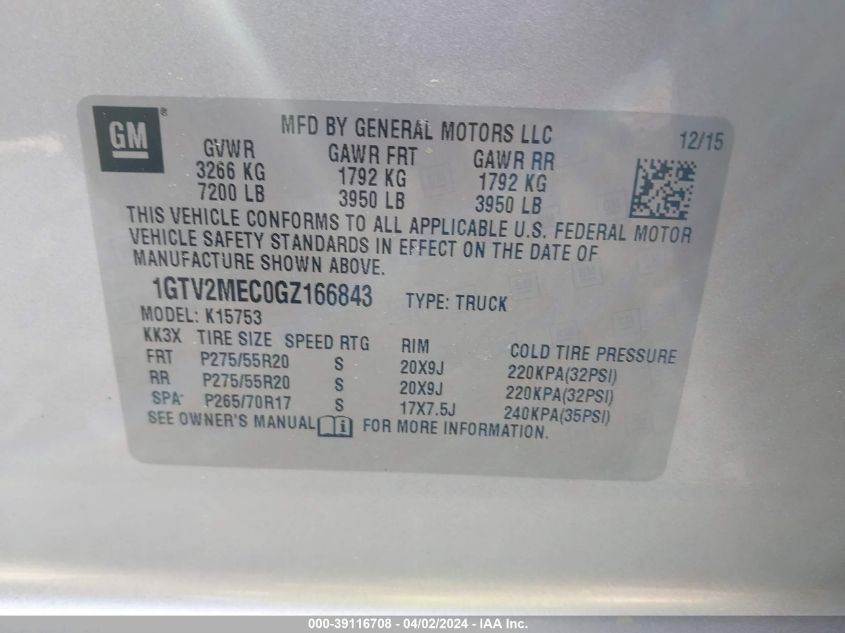 GM ®
MFD BY GENERAL MOTORS LLC 12/15
GVWR GAWR FRT GAWR RR
3266 KG 1792 KG 1792 KG
7200 LB 3950 LB 3950 LB
THIS VEHICLE CONFORMS TO ALL APPLICABLE U.S. FEDERAL MOTOR
VEHICLE SAFETY STANDARDS IN EFFECT ON THE DATE OF
MANUFACTURE SHOWN ABOVE.
1GTV2MEC0GZ166843 TYPE: TRUCK
MODEL: K15753
KK3X TIRE SIZE SPEED RTG RIM COLD TIRE PRESSURE
FRT P275/55R20 S 20X9J 220KPA(32PSI)
RR P275/55R20 S 20X9J 220KPA(32PSI)
SPA P265/70R17 S 17X7.5J 240KPA(35PSI)
SEE OWNER'S MANUAL i FOR MORE INFORMATION.
000-39116708 - 04/02/2024 - IAA Inc.